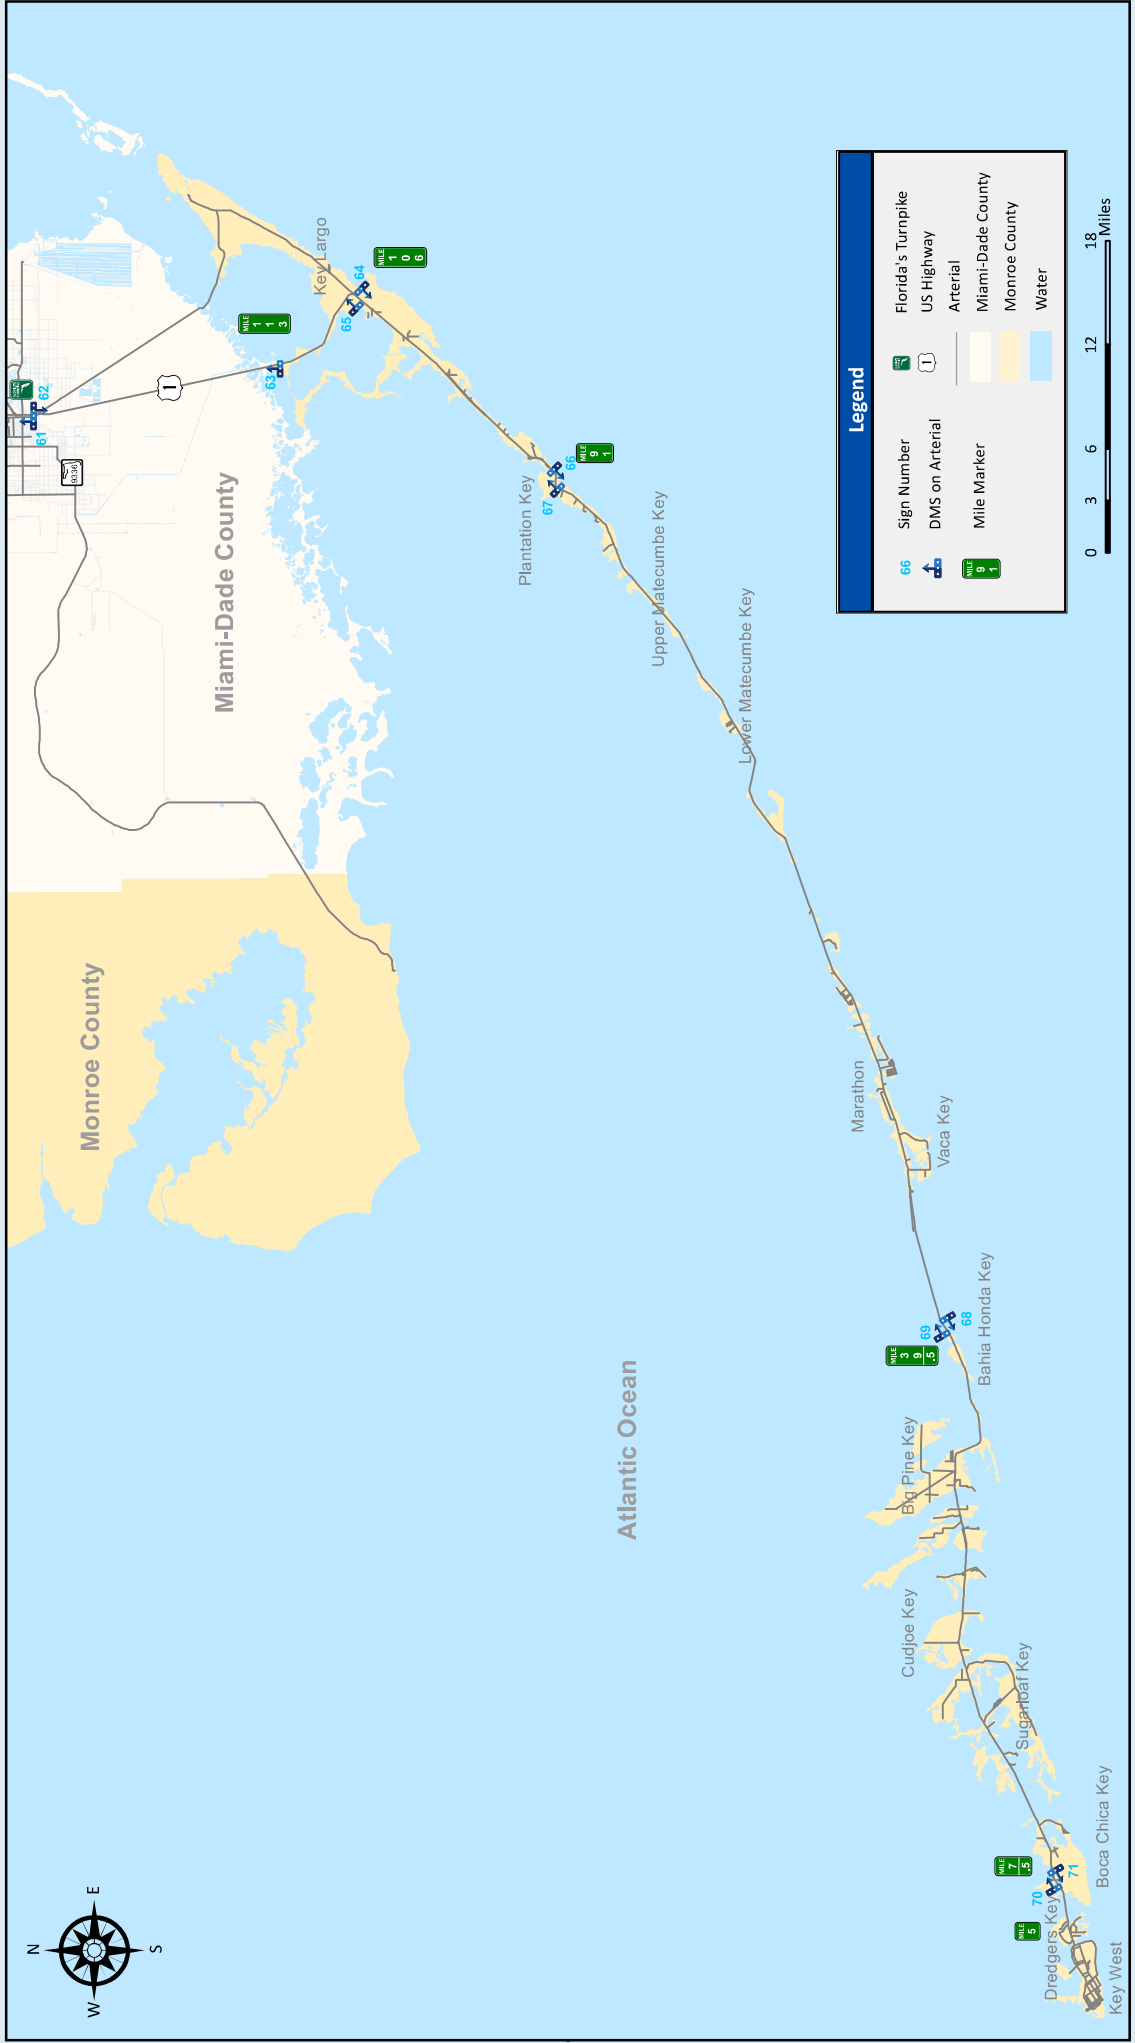 N
W
E
S
Monroe County
Miami-Dade County
Atlantic Ocean
61
62
9336
1
63
MILE
1
1
3
Key Largo
64
65
MILE
1
0
6
Plantation Key
66
67
MILE
9
1
Upper Matecumbe Key
Lower Matecumbe Key
Marathon
Vaca Key
69
68
MILE
3
9
.5
Bahia Honda Key
Big Pine Key
Cudjoe Key
Sugarloaf Key
Boca Chica Key
MILE
7
.5
70
71
MILE
5
Dredgers Key
Key West
Legend
66
Sign Number
DMS on Arterial
MILE
9
1
Mile Marker
Florida's Turnpike
1
US Highway
Arterial
Miami-Dade County
Monroe County
Water
0
3
6
12
18
Miles